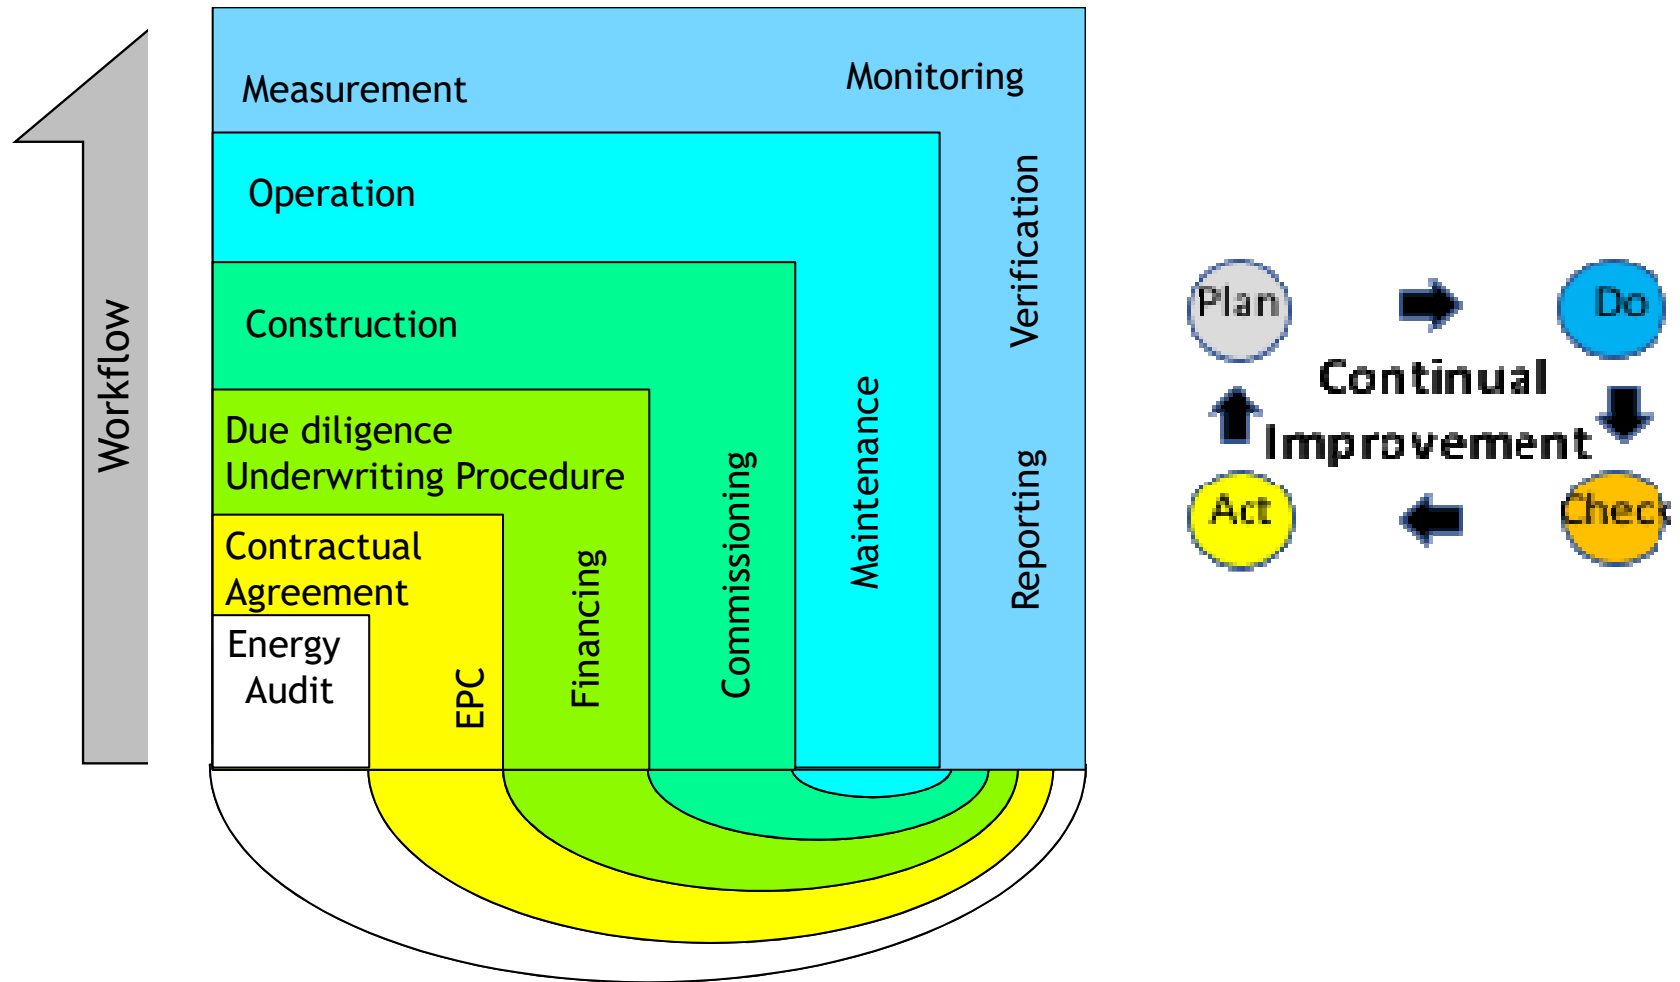 Workflow
Measurement
Monitoring
Operation
Verification
Construction
Maintenance
Reporting
Due diligence
Underwriting Procedure
Commissioning
Contractual
Agreement
Financing
Energy
Audit
EPC
Plan
Do
Continual
Improvement
Act
Chec